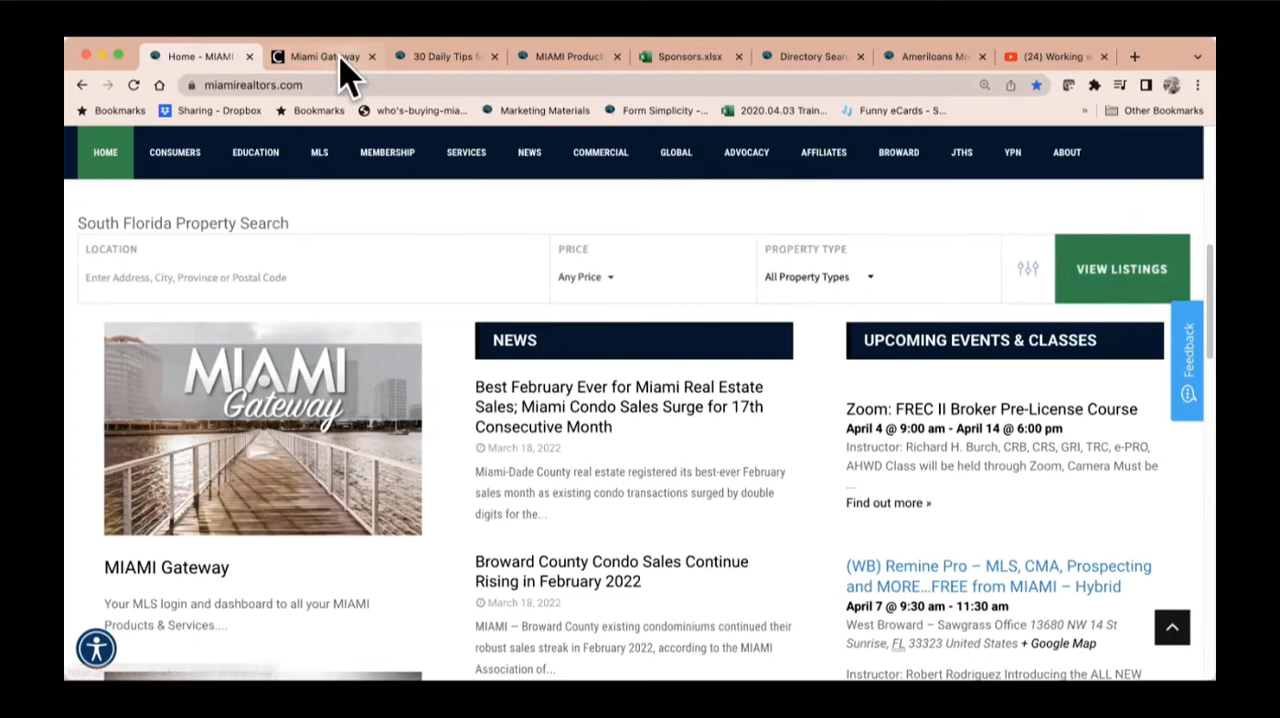 Home - MIAMI
Miami Gateway
30 Daily Tips f
MIAMI Product
Sponsors.xlsx
Directory Sear
Ameriloans Mo
(24) Working
miamirealtors.com
Bookmarks
Sharing - Dropbox
Bookmarks
who's-buying-mia...
Marketing Materials
Form Simplicity -...
2020.04.03 Train...
Funny eCards - S...
»
Other Bookmarks
HOME CONSUMERS EDUCATION MLS MEMBERSHIP SERVICES NEWS COMMERCIAL GLOBAL ADVOCACY AFFILIATES BROWARD JTHS YPN ABOUT
South Florida Property Search
LOCATION
Enter Address, City, Province or Postal Code
PRICE
Any Price
PROPERTY TYPE
All Property Types
VIEW LISTINGS
Feedback
MIAMI
Gateway
MIAMI Gateway
Your MLS login and dashboard to all your MIAMI
Products & Services....
NEWS
Best February Ever for Miami Real Estate
Sales; Miami Condo Sales Surge for 17th
Consecutive Month
March 18, 2022
Miami-Dade County real estate registered its best-ever February
sales month as existing condo transactions surged by double
digits for the...
Broward County Condo Sales Continue
Rising in February 2022
March 18, 2022
MIAMI — Broward County existing condominiums continued their
robust sales streak in February 2022, according to the MIAMI
Association of...
UPCOMING EVENTS & CLASSES
Zoom: FREC II Broker Pre-License Course
April 4 @ 9:00 am - April 14 @ 6:00 pm
Instructor: Richard H. Burch, CRB, CRS, GRI, TRC, e-PRO,
AHWD Class will be held through Zoom, Camera Must be
...
Find out more »
(WB) Remine Pro – MLS, CMA, Prospecting
and MORE...FREE from MIAMI – Hybrid
April 7 @ 9:30 am - 11:30 am
West Broward – Sawgrass Office 13680 NW 14 St
Sunrise, FL 33323 United States + Google Map
Instructor: Robert Rodriguez Introducing the ALL NEW